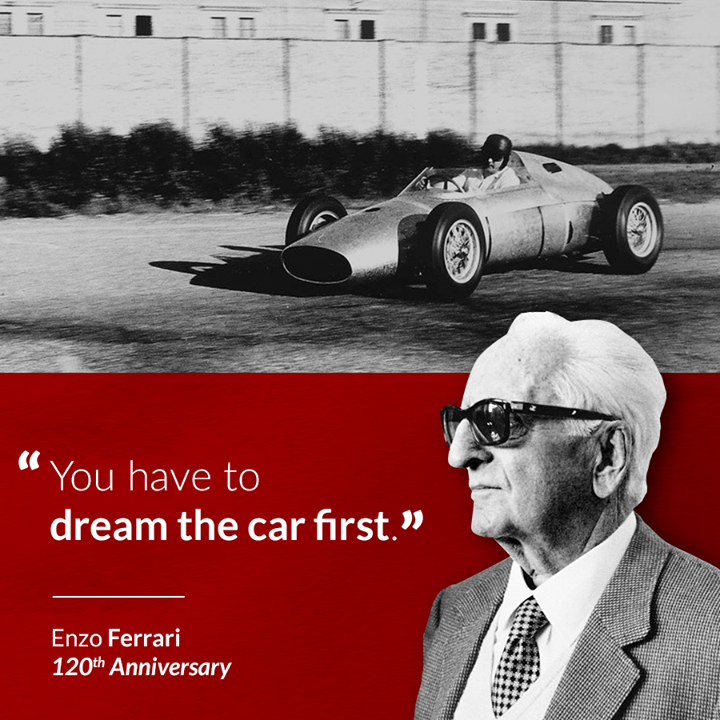 “You have to
dream the car first.”
Enzo Ferrari
120th Anniversary